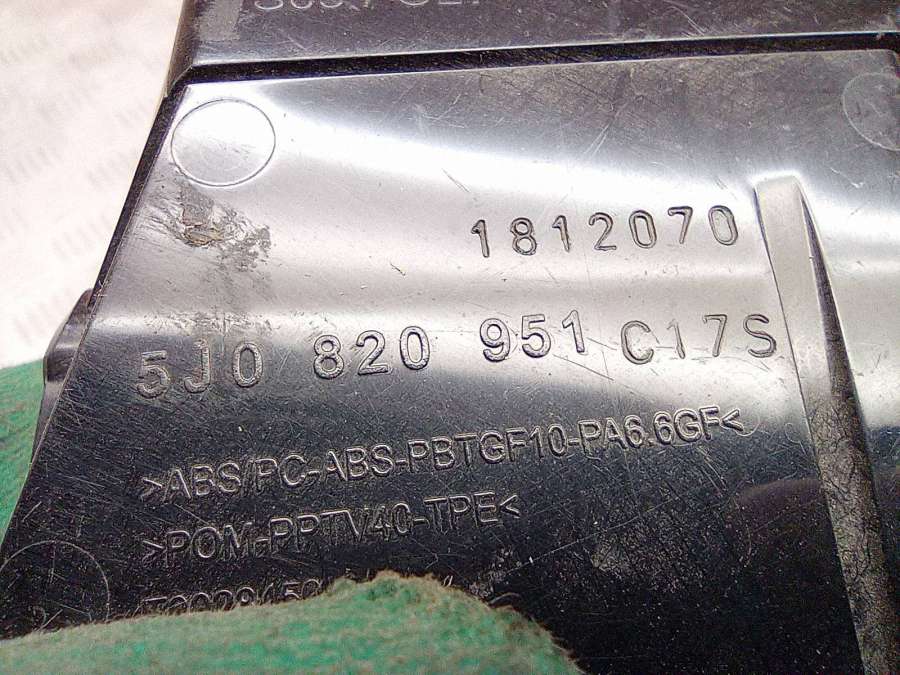 1812070
5J0 820 951 C17S
>ABS/PC-ABS-PBTGF10-PA6.6GF<
>POM-PPTV40-TPE<